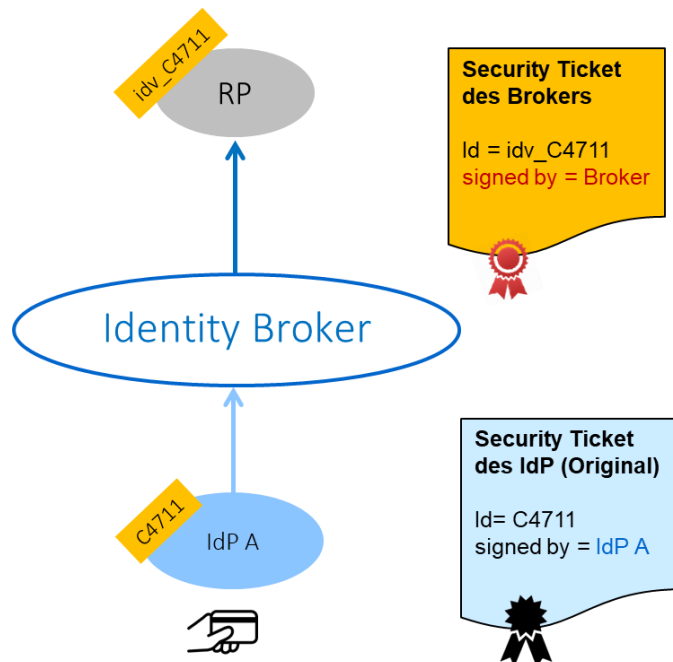 idv_C4711
RP
Security Ticket
des Brokers
Id = idv_C4711
signed by = Broker
Identity Broker
Security Ticket
des IdP (Original)
Id= C4711
signed by = IdP A
C4711
IdP A